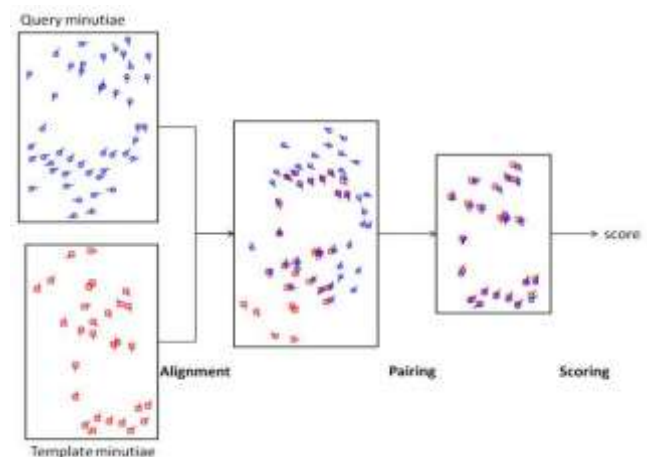 Query minutiae
score
Alignment
Pairing
Scoring
Template minutiae